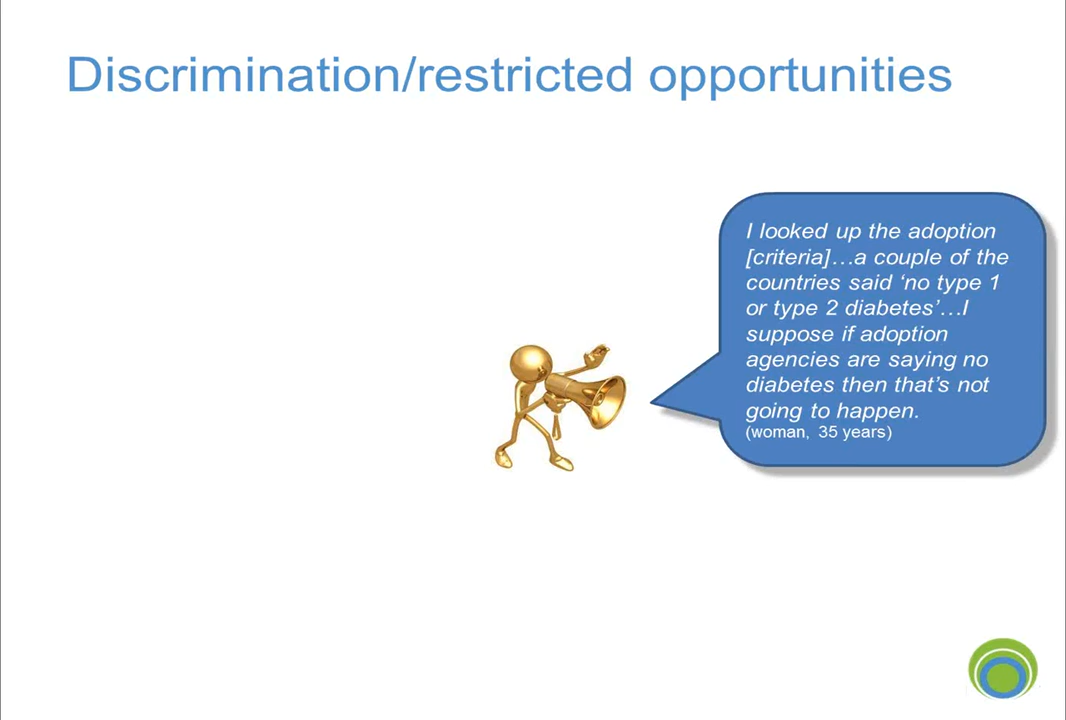 Discrimination/restricted opportunities
I looked up the adoption
[criteria]…a couple of the
countries said ‘no type 1
or type 2 diabetes’…I
suppose if adoption
agencies are saying no
diabetes then that’s not
going to happen.
(woman, 35 years)